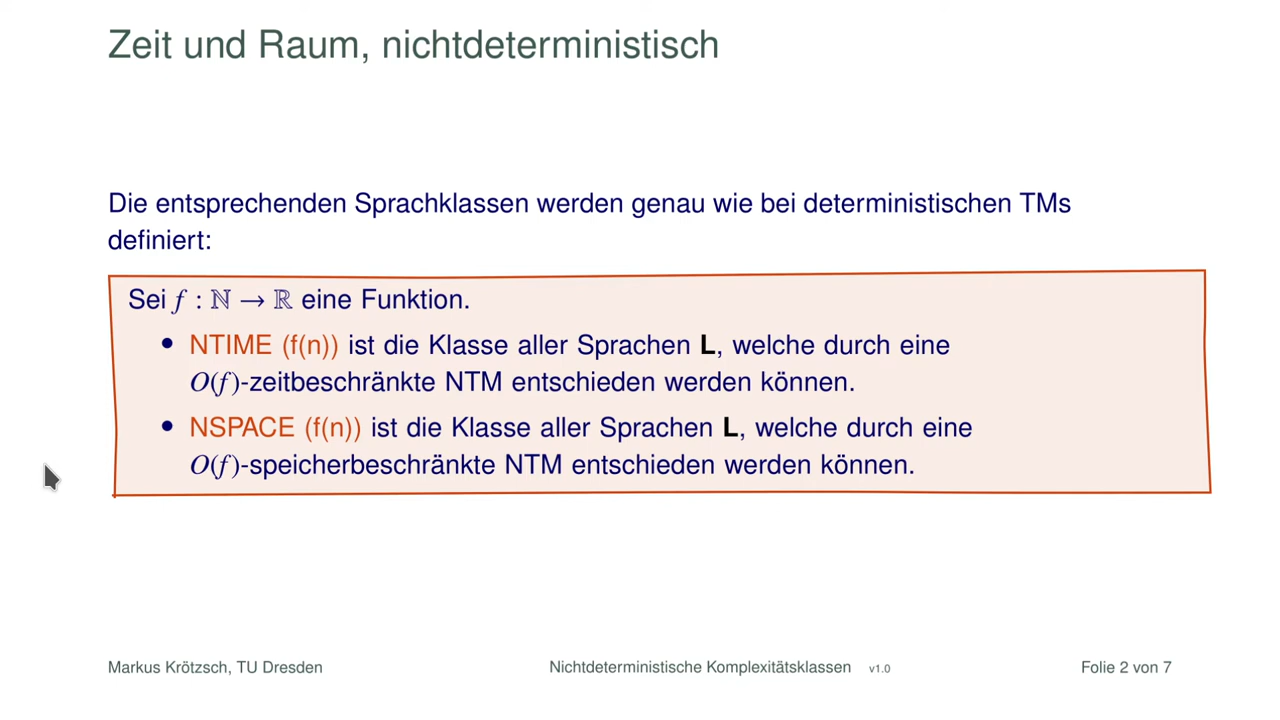 Zeit und Raum, nichtdeterministisch
Die entsprechenden Sprachklassen werden genau wie bei deterministischen TMs
definiert:
Sei f : ℕ → ℝ eine Funktion.
• NTIME (f(n)) ist die Klasse aller Sprachen L, welche durch eine
O(f)-zeitbeschränkte NTM entschieden werden können.
• NSPACE (f(n)) ist die Klasse aller Sprachen L, welche durch eine
O(f)-speicherbeschränkte NTM entschieden werden können.
Markus Krötzsch, TU Dresden Nichtdeterministische Komplexitätsklassen v1.0 Folie 2 von 7